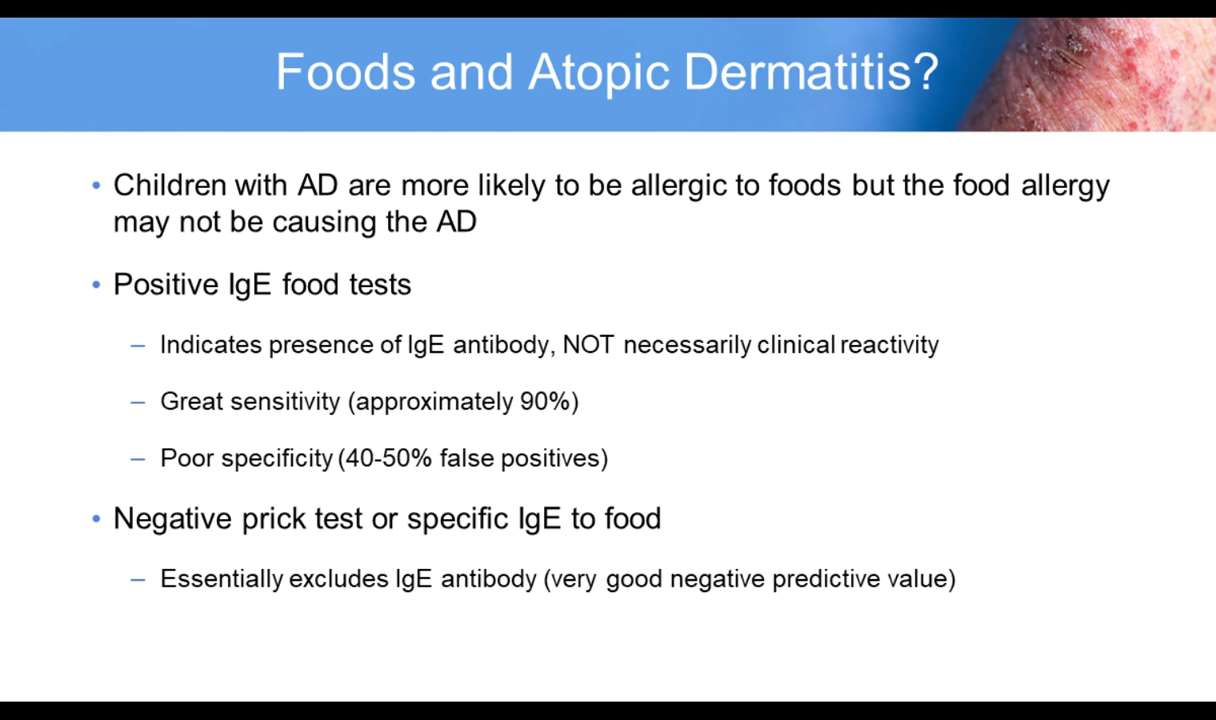 Foods and Atopic Dermatitis?
• Children with AD are more likely to be allergic to foods but the food allergy
may not be causing the AD
• Positive IgE food tests
– Indicates presence of IgE antibody, NOT necessarily clinical reactivity
– Great sensitivity (approximately 90%)
– Poor specificity (40-50% false positives)
• Negative prick test or specific IgE to food
– Essentially excludes IgE antibody (very good negative predictive value)